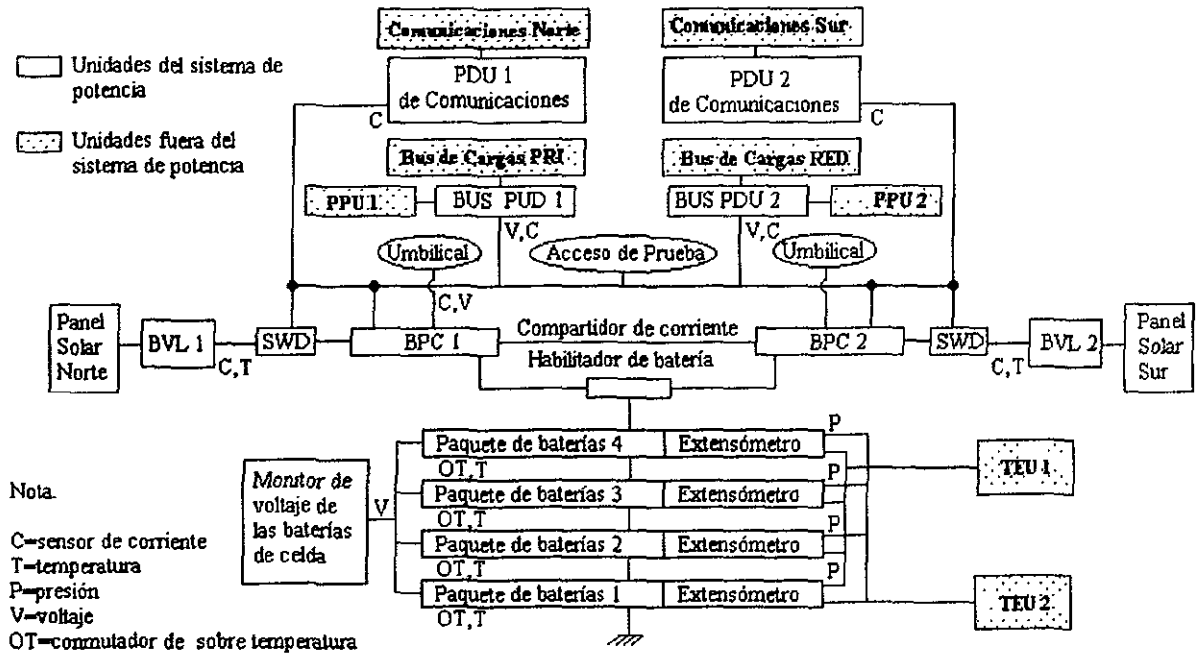 Comunicaciones Norte
Comunicaciones Sur
Unidades del sistema de
potencia
PDU 1
de Comunicaciones
PDU 2
de Comunicaciones
C
C
Unidades fuera del
sistema de potencia
Bus de Cargas PRI
Bus de Cargas RED
PPU 1
BUS PUD 1
BUS PDU 2
PPU 2
V,C
V,C
Umbilical
Acceso de Prueba
Umbilical
C,V
Panel
Solar
Norte
BVL 1
SWD
BPC 1
Compartidor de corriente
BPC 2
SWD
BVL 2
Panel
Solar
Sur
C,T
C,T
Habilitador de batería
P
Paquete de baterías 4
Extensómetro
OT,T
P
TEU 1
Monitor de
voltaje de
las baterías
de celda
V
Paquete de baterías 3
Extensómetro
OT,T
P
Paquete de baterías 2
Extensómetro
OT,T
P
Paquete de baterías 1
Extensómetro
OT,T
TEU 2
Nota.
C=sensor de corriente
T=temperatura
P=presión
V=voltaje
OT=conmutador de sobre temperatura